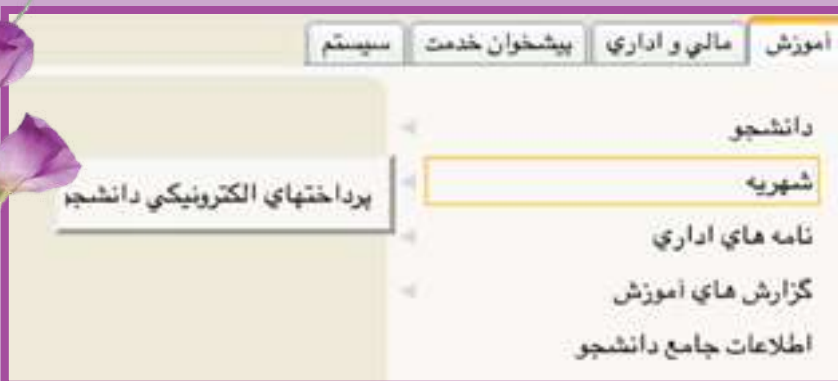 آموزش مالي و اداري پيشخوان خدمت سيستم
دانشجو
شهريه
پرداختهاي الكترونيكي دانشجو
نامه هاي اداري
گزارش هاي آموزش
اطلاعات جامع دانشجو